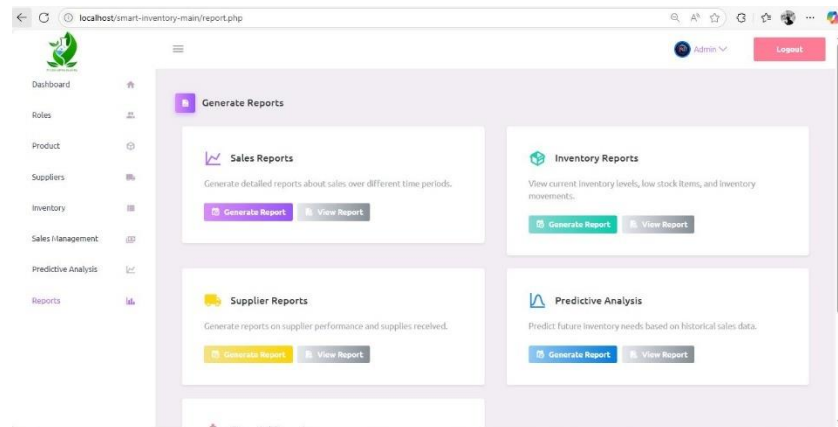 localhost/smart-inventory-main/report.php
Admin
Logout
Dashboard
Roles
Product
Suppliers
Inventory
Sales Management
Predictive Analysis
Reports
Generate Reports
Sales Reports
Generate detailed reports about sales over different time periods.
Generate Report
View Report
Inventory Reports
View current inventory levels, low stock items, and inventory
movements.
Generate Report
View Report
Supplier Reports
Generate reports on supplier performance and supplies received.
Generate Report
View Report
Predictive Analysis
Predict future inventory needs based on historical sales data.
Generate Report
View Report